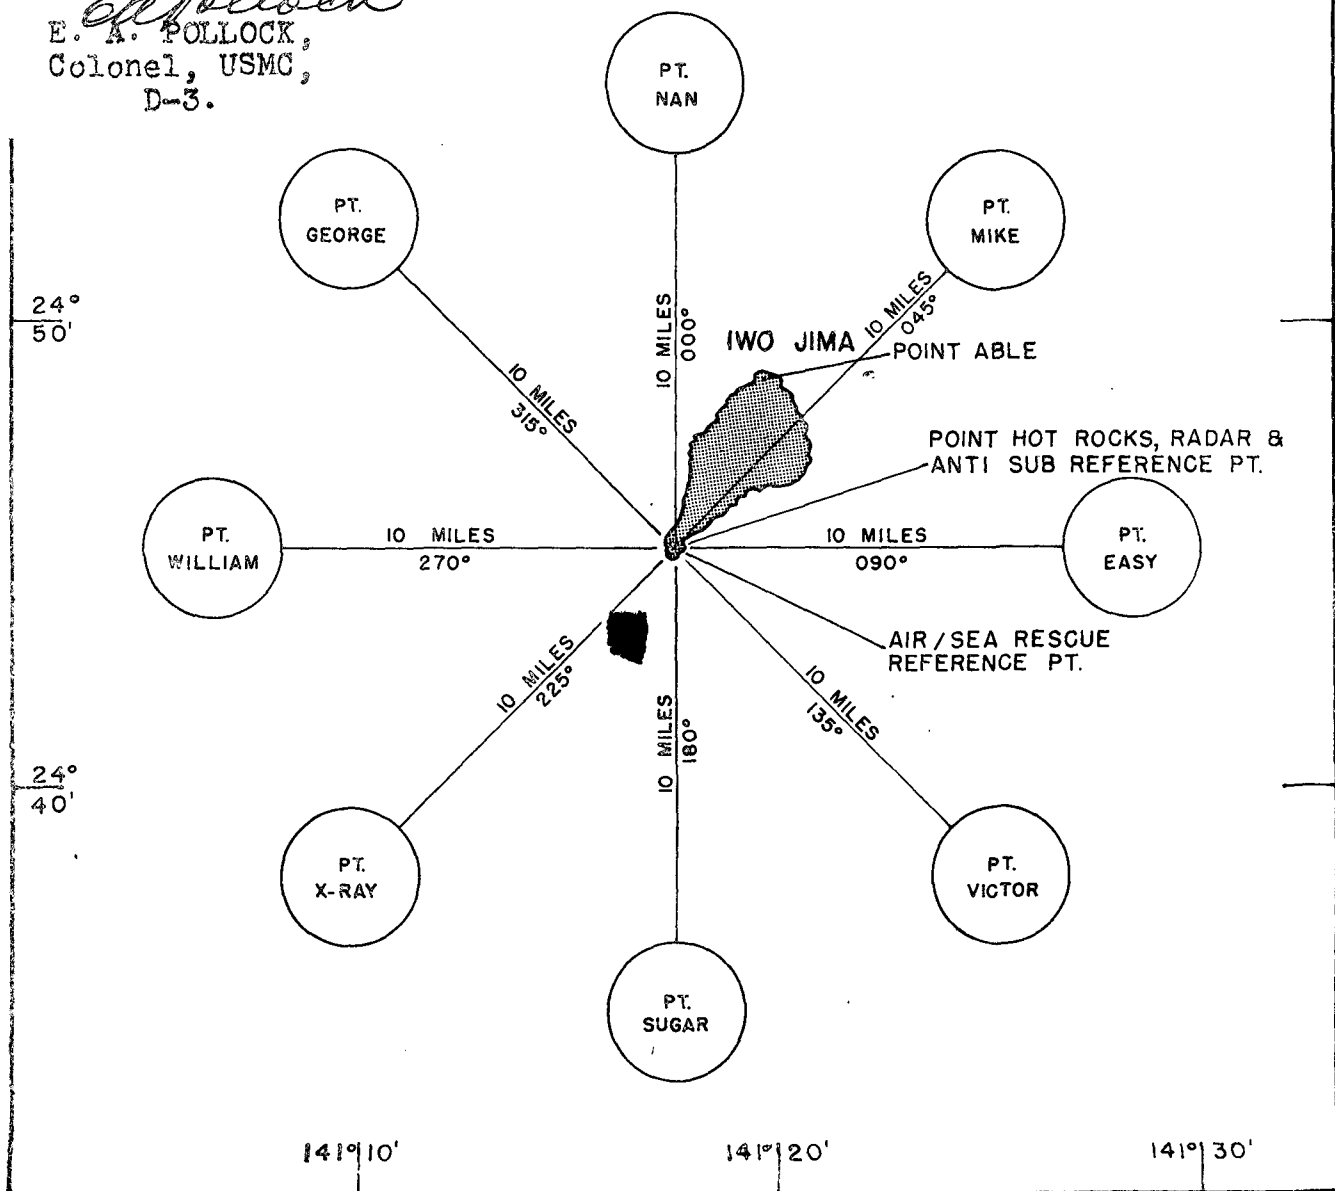 E. A. Pollock
E. A. POLLOCK,
Colonel, USMC,
D-3.
PT.
NAN
PT.
GEORGE
PT.
MIKE
24°
50'
10 MILES
000°
IWO JIMA
10 MILES
045°
POINT ABLE
10 MILES
315°
POINT HOT ROCKS, RADAR &
ANTI SUB REFERENCE PT.
PT.
WILLIAM
10 MILES
270°
10 MILES
090°
PT.
EASY
AIR/SEA RESCUE
REFERENCE PT.
10 MILES
225°
10 MILES
180°
10 MILES
135°
24°
40'
PT.
X-RAY
PT.
VICTOR
PT.
SUGAR
141°10'
141°20'
141°30'